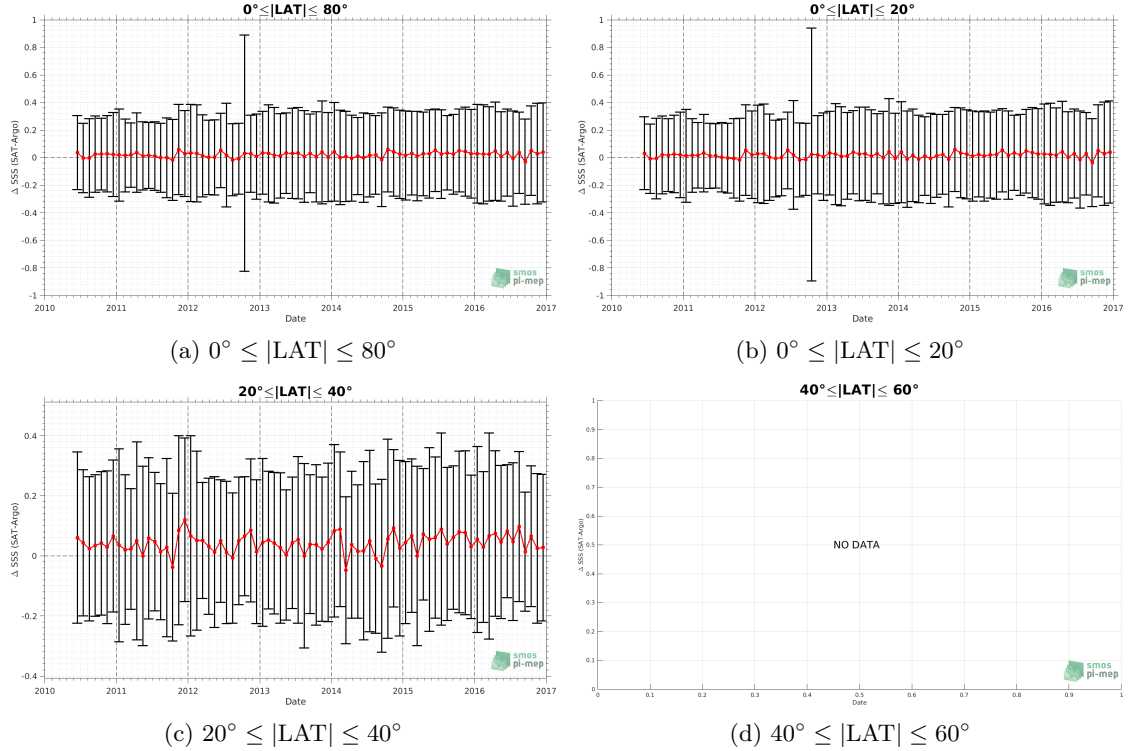 0°≤|LAT|≤ 80°
1
0.8
0.6
0.4
0.2
0
-0.2
-0.4
-0.6
-0.8
-1
Δ SSS (SAT-Argo)
2010 2011 2012 2013 2014 2015 2016 2017
Date
smos
pi-mep
(a) 0° ≤ |LAT| ≤ 80°
0°≤|LAT|≤ 20°
1
0.8
0.6
0.4
0.2
0
-0.2
-0.4
-0.6
-0.8
-1
Δ SSS (SAT-Argo)
2010 2011 2012 2013 2014 2015 2016 2017
Date
smos
pi-mep
(b) 0° ≤ |LAT| ≤ 20°
20°≤|LAT|≤ 40°
0.4
0.2
0
-0.2
-0.4
Δ SSS (SAT-Argo)
2010 2011 2012 2013 2014 2015 2016 2017
Date
smos
pi-mep
(c) 20° ≤ |LAT| ≤ 40°
40°≤|LAT|≤ 60°
1
0.9
0.8
0.7
0.6
0.5
0.4
0.3
0.2
0.1
0
Δ SSS (SAT-Argo)
NO DATA
0 0.1 0.2 0.3 0.4 0.5 0.6 0.7 0.8 0.9 1
Date
smos
pi-mep
(d) 40° ≤ |LAT| ≤ 60°